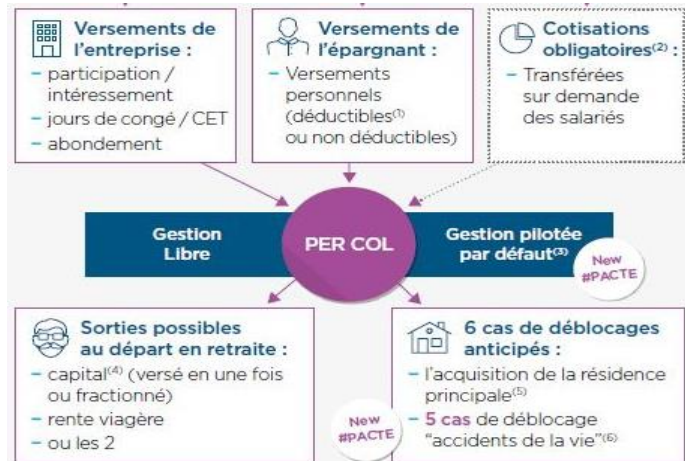 Versements de
l'entreprise :
– participation /
intéressement
– jours de congé / CET
– abondement
Versements de
l'épargnant :
– Versements
personnels
(déductibles(1)
ou non déductibles)
Cotisations
obligatoires(2) :
– Transférées
sur demande
des salariés
Gestion
Libre
PER COL
Gestion pilotée
par défaut(3)
New
#PACTE
Sorties possibles
au départ en retraite :
– capital(4) (versé en une fois
ou fractionné)
– rente viagère
– ou les 2
New
#PACTE
6 cas de déblocages
anticipés :
– l'acquisition de la résidence
principale(5)
– 5 cas de déblocage
"accidents de la vie"(6)